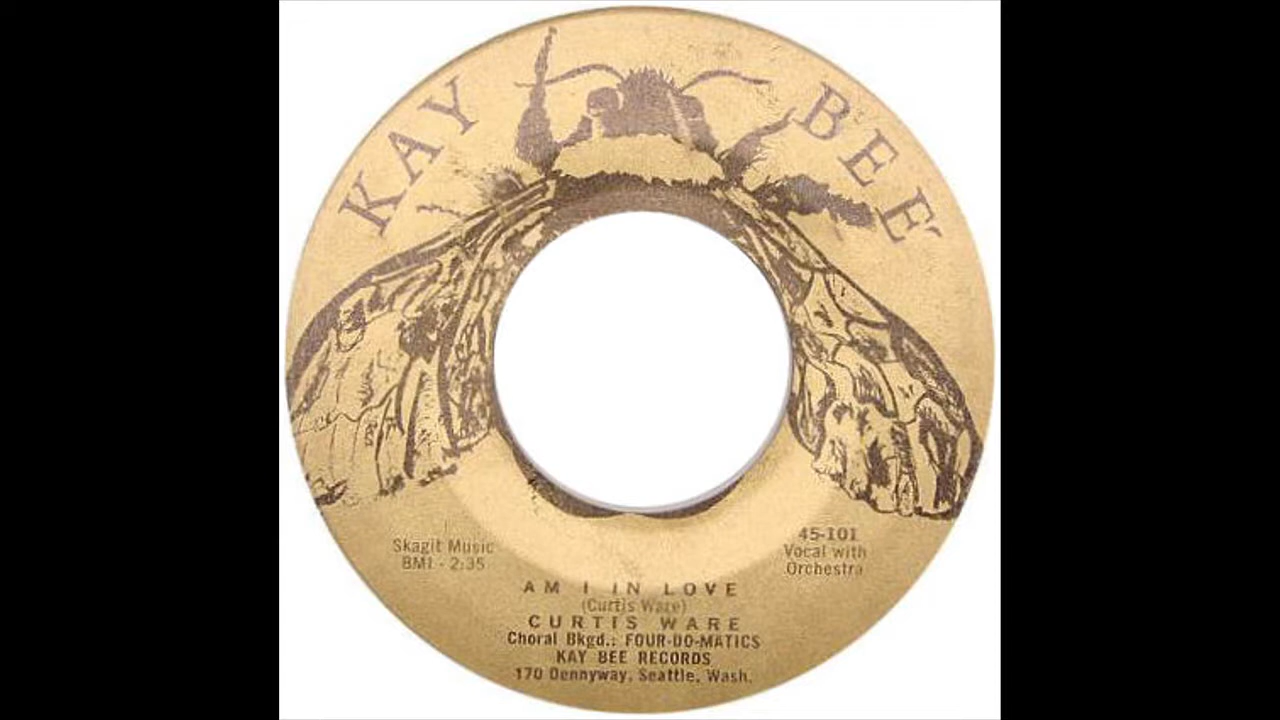 KAY BEE
Skagit Music
BMI - 2:35
45-101
Vocal with
Orchestra
AM I IN LOVE
(Curtis Ware)
CURTIS WARE
Choral Bkgd.: FOUR-DO-MATICS
KAY BEE RECORDS
170 Dennyway, Seattle, Wash.